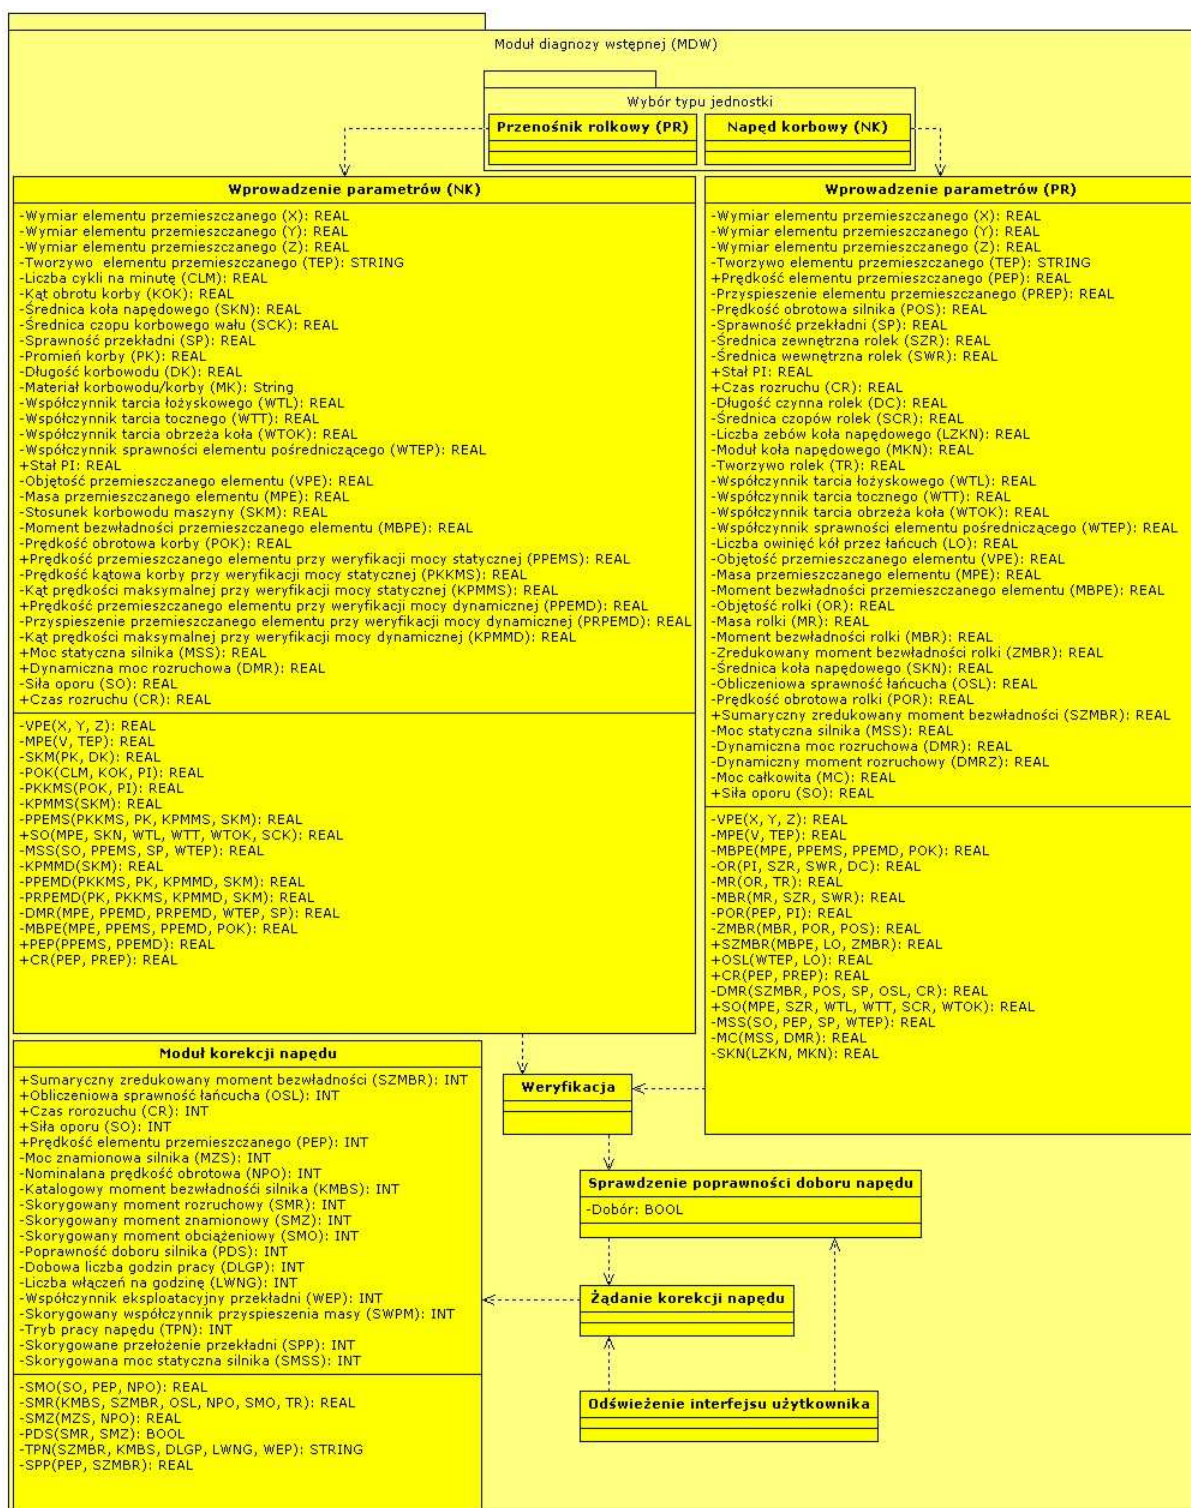 Moduł diagnozy wstępnej (MDW)
Wybór typu jednostki
Przenośnik rolkowy (PR)
Napęd korbowy (NK)
Wprowadzenie parametrów (NK)
-Wymiar elementu przemieszczanego (X): REAL
-Wymiar elementu przemieszczanego (Y): REAL
-Wymiar elementu przemieszczanego (Z): REAL
-Tworzywo elementu przemieszczanego (TEP): STRING
-Liczba cykli na minutę (CLM): REAL
-Kąt obrotu korby (KOK): REAL
-Średnica koła napędowego (SKN): REAL
-Średnica czopu korbowego wału (SCK): REAL
-Sprawność przekładni (SP): REAL
-Promień korby (PK): REAL
-Długość korbowodu (DK): REAL
-Materiał korbowodu/korby (MK): String
-Współczynnik tarcia łożyskowego (WTL): REAL
-Współczynnik tarcia tocznego (WTT): REAL
-Współczynnik tarcia obrzeża koła (WTOK): REAL
-Współczynnik sprawności elementu pośredniczącego (WTEP): REAL
+Stał PI: REAL
-Objętość przemieszczanego elementu (VPE): REAL
-Masa przemieszczanego elementu (MPE): REAL
-Stosunek korbowodu maszyny (SKM): REAL
-Moment bezwładności przemieszczanego elementu (MBPE): REAL
-Prędkość obrotowa korby (POK): REAL
+Prędkość przemieszczanego elementu przy weryfikacji mocy statycznej (PPEMS): REAL
-Prędkość kątowa korby przy weryfikacji mocy statycznej (PKKMS): REAL
-Kąt prędkości maksymalnej przy weryfikacji mocy statycznej (KPMMS): REAL
+Prędkość przemieszczanego elementu przy weryfikacji mocy dynamicznej (PPEMD): REAL
-Przyspieszenie przemieszczanego elementu przy weryfikacji mocy dynamicznej (PRPEMD): REAL
-Kąt prędkości maksymalnej przy weryfikacji mocy dynamicznej (KPMMD): REAL
+Moc statyczna silnika (MSS): REAL
+Dynamiczna moc rozruchowa (DMR): REAL
-Siła oporu (SO): REAL
+Czas rozruchu (CR): REAL
-VPE(X, Y, Z): REAL
-MPE(V, TEP): REAL
-SKM(PK, DK): REAL
-POK(CLM, KOK, PI): REAL
-PKKMS(POK, PI): REAL
-KPMMS(SKM): REAL
-PPEMS(PKKMS, PK, KPMMS, SKM): REAL
+SO(MPE, SKN, WTL, WTT, WTOK, SCK): REAL
-MSS(SO, PPEMS, SP, WTEP): REAL
-KPMMD(SKM): REAL
-PPEMD(PKKMS, PK, KPMMD, SKM): REAL
-PRPEMD(PK, PKKMS, KPMMD, SKM): REAL
-DMR(MPE, PPEMD, PRPEMD, WTEP, SP): REAL
-MBPE(MPE, PPEMS, PPEMD, POK): REAL
+PEP(PPEMS, PPEMD): REAL
+CR(PEP, PREP): REAL
Wprowadzenie parametrów (PR)
-Wymiar elementu przemieszczanego (X): REAL
-Wymiar elementu przemieszczanego (Y): REAL
-Wymiar elementu przemieszczanego (Z): REAL
-Tworzywo elementu przemieszczanego (TEP): STRING
+Prędkość elementu przemieszczanego (PEP): REAL
-Przyspieszenie elementu przemieszczanego (PREP): REAL
-Prędkość obrotowa silnika (POS): REAL
-Sprawność przekładni (SP): REAL
-Średnica zewnętrzna rolek (SZR): REAL
-Średnica wewnętrzna rolek (SWR): REAL
+Stał PI: REAL
+Czas rozruchu (CR): REAL
-Długość czynna rolek (DC): REAL
-Średnica czopów rolek (SCR): REAL
-Liczba zebów koła napędowego (LZKN): REAL
-Moduł koła napędowego (MKN): REAL
-Tworzywo rolek (TR): REAL
-Współczynnik tarcia łożyskowego (WTL): REAL
-Współczynnik tarcia tocznego (WTT): REAL
-Współczynnik tarcia obrzeża koła (WTOK): REAL
-Współczynnik sprawności elementu pośredniczącego (WTEP): REAL
-Liczba owinięć kół przez łańcuch (LO): REAL
-Objętość przemieszczanego elementu (VPE): REAL
-Masa przemieszczanego elementu (MPE): REAL
-Moment bezwładności przemieszczanego elementu (MBPE): REAL
-Objętość rolki (OR): REAL
-Masa rolki (MR): REAL
-Moment bezwładności rolki (MBR): REAL
-Zredukowany moment bezwładności rolki (ZMBR): REAL
-Średnica koła napędowego (SKN): REAL
-Obliczeniowa sprawność łańcucha (OSL): REAL
-Prędkość obrotowa rolki (POR): REAL
+Sumaryczny zredukowany moment bezwładności (SZMBR): REAL
-Moc statyczna silnika (MSS): REAL
-Dynamiczna moc rozruchowa (DMR): REAL
-Dynamiczny moment rozruchowy (DMRZ): REAL
-Moc całkowita (MC): REAL
+Siła oporu (SO): REAL
-VPE(X, Y, Z): REAL
-MPE(V, TEP): REAL
-MBPE(MPE, PPEMS, PPEMD, POK): REAL
-OR(PI, SZR, SWR, DC): REAL
-MR(OR, TR): REAL
-MBR(MR, SZR, SWR): REAL
-POR(PEP, PI): REAL
-ZMBR(MBR, POR, POS): REAL
+SZMBR(MBPE, LO, ZMBR): REAL
+OSL(WTEP, LO): REAL
+CR(PEP, PREP): REAL
-DMR(SZMBR, POS, SP, OSL, CR): REAL
+SO(MPE, SZR, WTL, WTT, SCR, WTOK): REAL
-MSS(SO, PEP, SP, WTEP): REAL
-MC(MSS, DMR): REAL
-SKN(LZKN, MKN): REAL
Moduł korekcji napędu
+Sumaryczny zredukowany moment bezwładności (SZMBR): INT
+Obliczeniowa sprawność łańcucha (OSL): INT
+Czas rorozuchu (CR): INT
+Siła oporu (SO): INT
+Prędkość elementu przemieszczanego (PEP): INT
-Moc znamionowa silnika (MZS): INT
-Nominalana prędkość obrotowa (NPO): INT
-Katalogowy moment bezwładnośći silnika (KMBS): INT
-Skorygowany moment rozruchowy (SMR): INT
-Skorygowany moment znamionowy (SMZ): INT
-Skorygowany moment obciążeniowy (SMO): INT
-Poprawność doboru silnika (PDS): INT
-Dobowa liczba godzin pracy (DLGP): INT
-Liczba włączeń na godzinę (LWNG): INT
-Współczynnik eksploatacyjny przekładni (WEP): INT
-Skorygowany współczynnik przyspieszenia masy (SWPM): INT
-Tryb pracy napędu (TPN): INT
-Skorygowane przełożenie przekładni (SPP): INT
-Skorygowana moc statyczna silnika (SMSS): INT
-SMO(SO, PEP, NPO): REAL
-SMR(KMBS, SZMBR, OSL, NPO, SMO, TR): REAL
-SMZ(MZS, NPO): REAL
-PDS(SMR, SMZ): BOOL
-TPN(SZMBR, KMBS, DLGP, LWNG, WEP): STRING
-SPP(PEP, SZMBR): REAL
Weryfikacja
Sprawdzenie poprawności doboru napędu
-Dobór: BOOL
Żądanie korekcji napędu
Odświeżenie interfejsu użytkownika